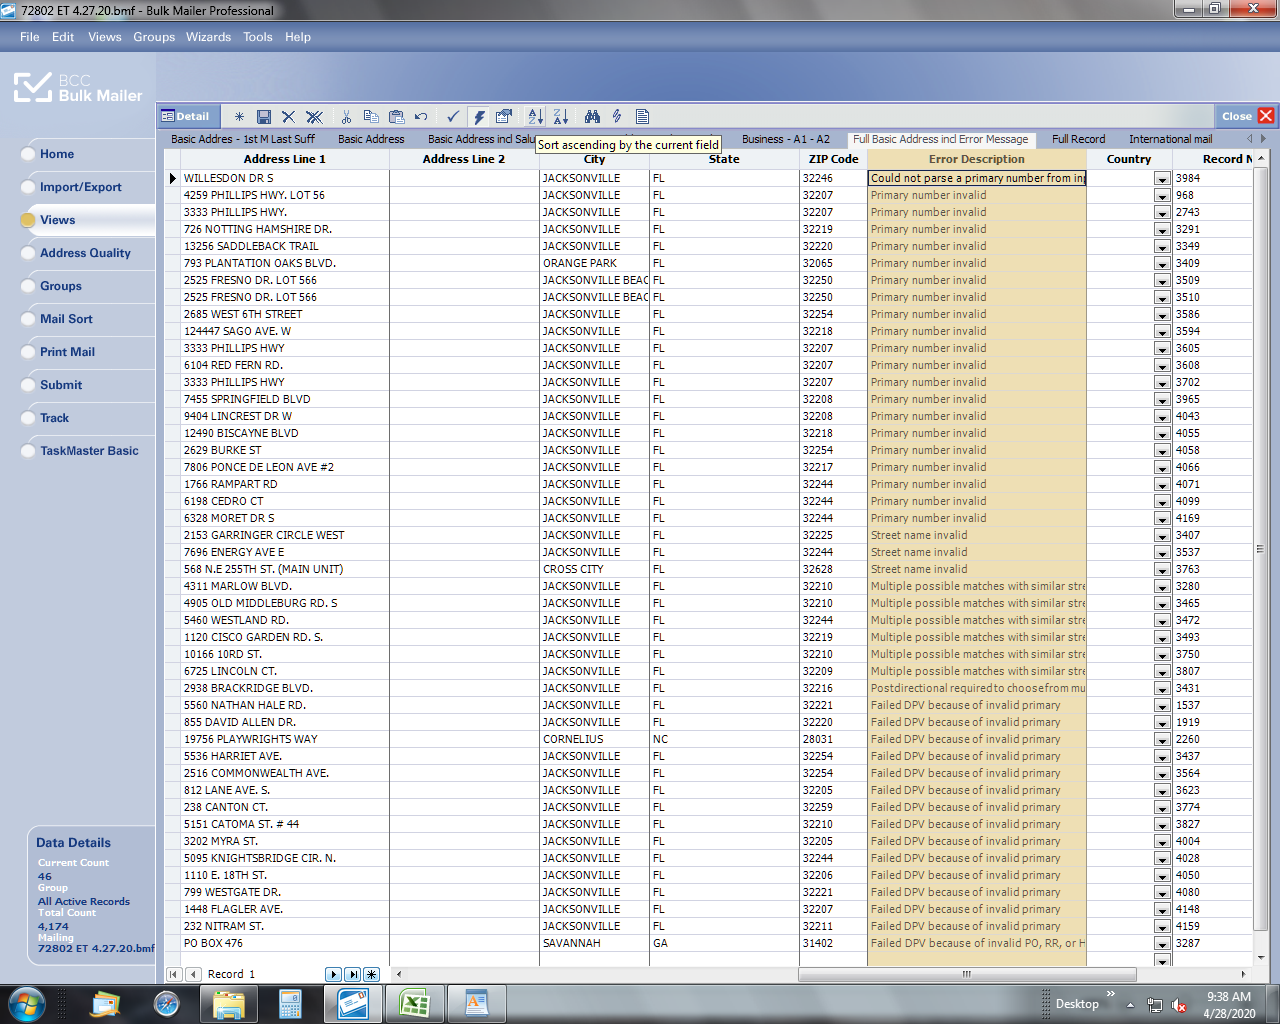 72802 ET 4.27.20.bmf - Bulk Mailer Professional
File Edit Views Groups Wizards Tools Help
BCC
Bulk Mailer
Detail
Close
Basic Addres - 1st M Last Suff Basic Address Basic Address incl Salu Business - A1 - A2 Full Basic Address incl Error Message Full Record International mail
Sort ascending by the current field
Home
Import/Export
Views
Address Quality
Groups
Mail Sort
Print Mail
Submit
Track
TaskMaster Basic
Address Line 1 Address Line 2 City State ZIP Code Error Description Country Record N
WILLESDON DR S JACKSONVILLE FL 32246 Could not parse a primary number from inp 3984
4259 PHILLIPS HWY. LOT 56 JACKSONVILLE FL 32207 Primary number invalid 968
3333 PHILLIPS HWY. JACKSONVILLE FL 32207 Primary number invalid 2743
726 NOTTING HAMSHIRE DR. JACKSONVILLE FL 32219 Primary number invalid 3291
13256 SADDLEBACK TRAIL JACKSONVILLE FL 32220 Primary number invalid 3349
793 PLANTATION OAKS BLVD. ORANGE PARK FL 32065 Primary number invalid 3409
2525 FRESNO DR. LOT 566 JACKSONVILLE BEAC FL 32250 Primary number invalid 3509
2525 FRESNO DR. LOT 566 JACKSONVILLE BEAC FL 32250 Primary number invalid 3510
2685 WEST 6TH STREET JACKSONVILLE FL 32254 Primary number invalid 3586
124447 SAGO AVE. W JACKSONVILLE FL 32218 Primary number invalid 3594
3333 PHILLIPS HWY JACKSONVILLE FL 32207 Primary number invalid 3605
6104 RED FERN RD. JACKSONVILLE FL 32207 Primary number invalid 3608
3333 PHILLIPS HWY JACKSONVILLE FL 32207 Primary number invalid 3702
7455 SPRINGFIELD BLVD JACKSONVILLE FL 32208 Primary number invalid 3965
9404 LINCREST DR W JACKSONVILLE FL 32208 Primary number invalid 4043
12490 BISCAYNE BLVD JACKSONVILLE FL 32218 Primary number invalid 4055
2629 BURKE ST JACKSONVILLE FL 32254 Primary number invalid 4058
7806 PONCE DE LEON AVE #2 JACKSONVILLE FL 32217 Primary number invalid 4066
1766 RAMPART RD JACKSONVILLE FL 32244 Primary number invalid 4071
6198 CEDRO CT JACKSONVILLE FL 32244 Primary number invalid 4099
6328 MORET DR S JACKSONVILLE FL 32244 Primary number invalid 4169
2153 GARRINGER CIRCLE WEST JACKSONVILLE FL 32225 Street name invalid 3407
7696 ENERGY AVE E JACKSONVILLE FL 32244 Street name invalid 3537
568 N.E 255TH ST. (MAIN UNIT) CROSS CITY FL 32628 Street name invalid 3763
4311 MARLOW BLVD. JACKSONVILLE FL 32210 Multiple possible matches with similar stre 3280
4905 OLD MIDDLEBURG RD. S JACKSONVILLE FL 32210 Multiple possible matches with similar stre 3465
5460 WESTLAND RD. JACKSONVILLE FL 32244 Multiple possible matches with similar stre 3472
1120 CISCO GARDEN RD. S. JACKSONVILLE FL 32219 Multiple possible matches with similar stre 3493
10166 10RD ST. JACKSONVILLE FL 32210 Multiple possible matches with similar stre 3750
6725 LINCOLN CT. JACKSONVILLE FL 32209 Multiple possible matches with similar stre 3807
2938 BRACKRIDGE BLVD. JACKSONVILLE FL 32216 Postdirectional required to choose from mu 3431
5560 NATHAN HALE RD. JACKSONVILLE FL 32221 Failed DPV because of invalid primary 1537
855 DAVID ALLEN DR. JACKSONVILLE FL 32220 Failed DPV because of invalid primary 1919
19756 PLAYWRIGHTS WAY CORNELIUS NC 28031 Failed DPV because of invalid primary 2260
5536 HARRIET AVE. JACKSONVILLE FL 32254 Failed DPV because of invalid primary 3437
2516 COMMONWEALTH AVE. JACKSONVILLE FL 32254 Failed DPV because of invalid primary 3564
812 LANE AVE. S. JACKSONVILLE FL 32205 Failed DPV because of invalid primary 3623
238 CANTON CT. JACKSONVILLE FL 32259 Failed DPV because of invalid primary 3774
5151 CATOMA ST. # 44 JACKSONVILLE FL 32210 Failed DPV because of invalid primary 3827
3202 MYRA ST. JACKSONVILLE FL 32205 Failed DPV because of invalid primary 4004
5095 KNIGHTSBRIDGE CIR. N. JACKSONVILLE FL 32244 Failed DPV because of invalid primary 4028
1110 E. 18TH ST. JACKSONVILLE FL 32206 Failed DPV because of invalid primary 4050
799 WESTGATE DR. JACKSONVILLE FL 32221 Failed DPV because of invalid primary 4080
1448 FLAGLER AVE. JACKSONVILLE FL 32207 Failed DPV because of invalid primary 4148
232 NITRAM ST. JACKSONVILLE FL 32211 Failed DPV because of invalid primary 4159
PO BOX 476 SAVANNAH GA 31402 Failed DPV because of invalid PO, RR, or H 3287
Data Details
Current Count
46
Group
All Active Records
Total Count
4,174
Mailing
72802 ET 4.27.20.bmf
Record 1
Desktop
9:38 AM
4/28/2020